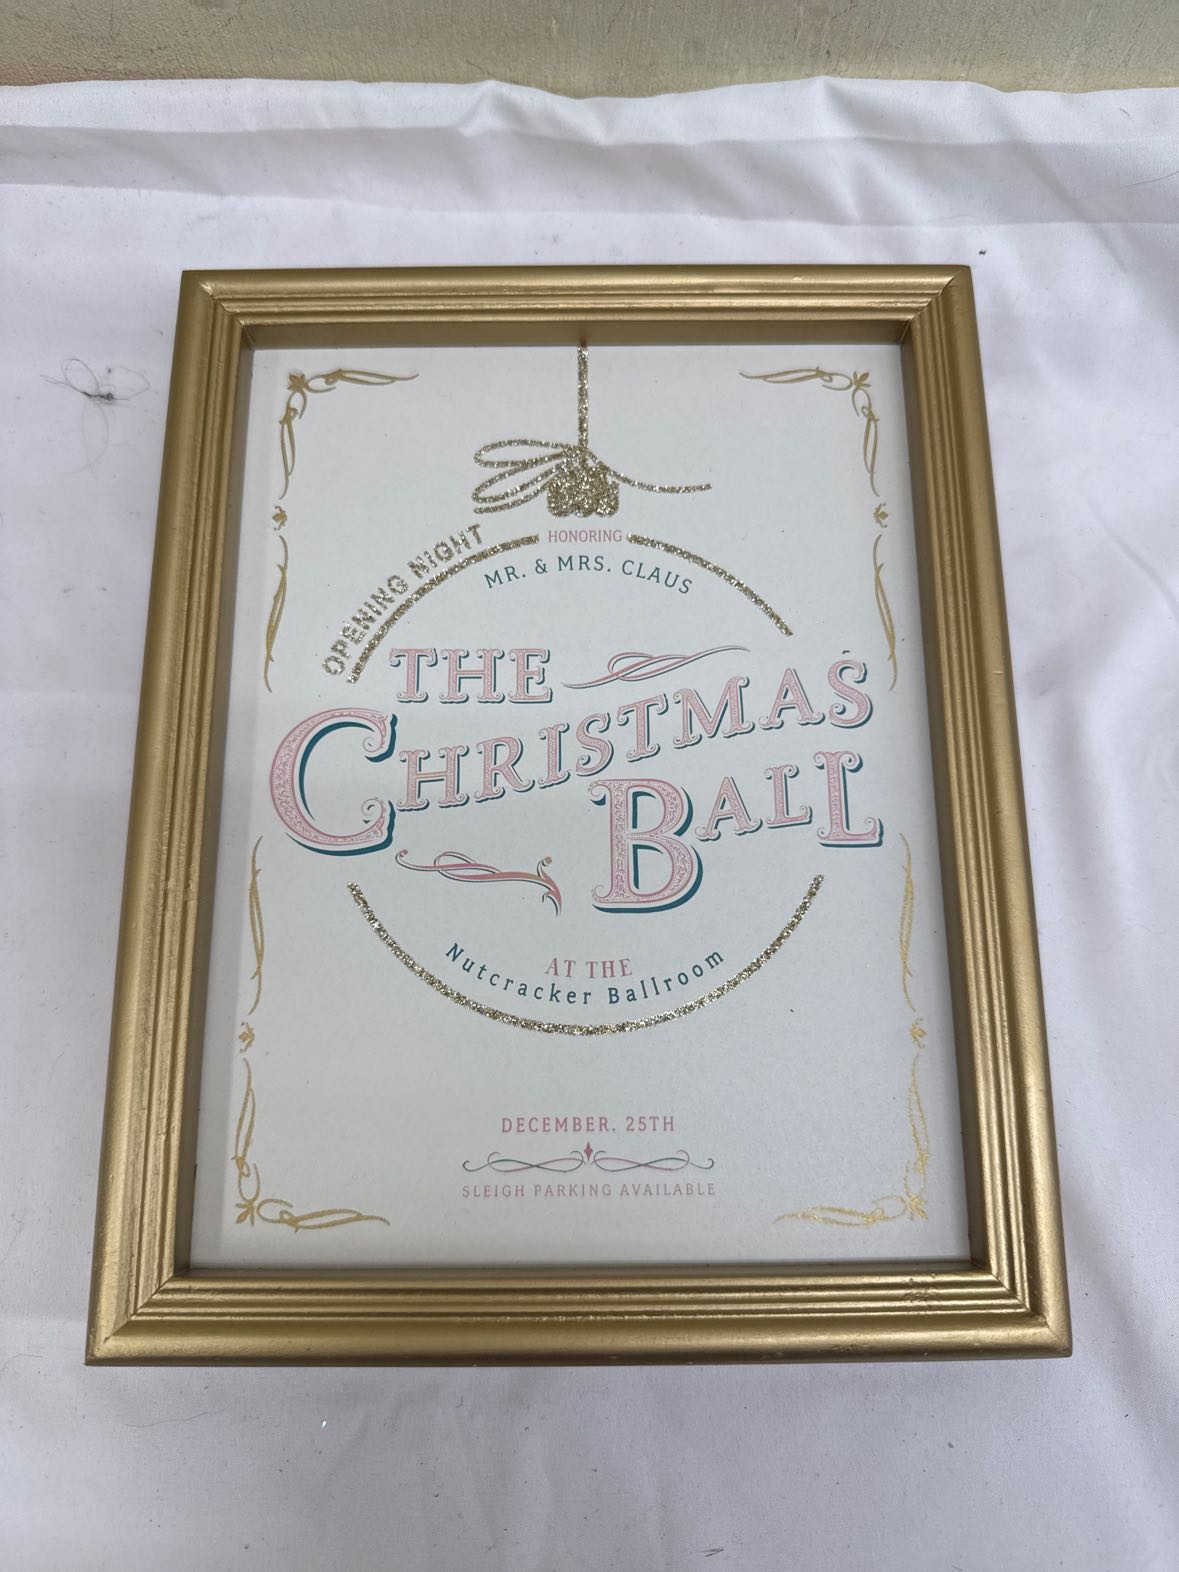 OPENING NIGHT
HONORING
MR. & MRS. CLAUS
THE
CHRISTMAS
BALL
AT THE
Nutcracker Ballroom
DECEMBER. 25TH
SLEIGH PARKING AVAILABLE